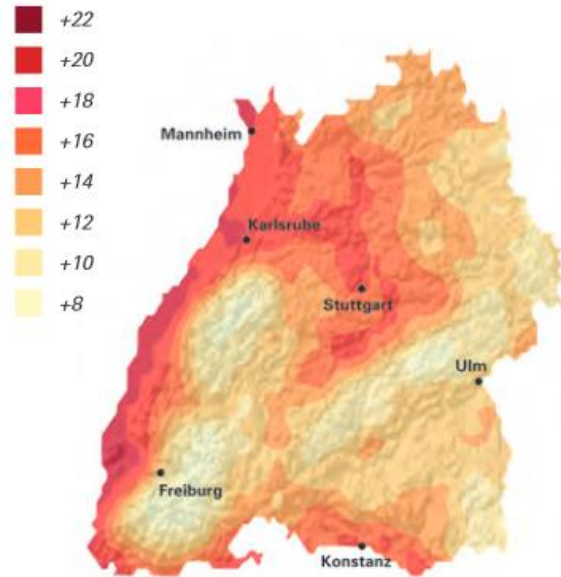 +22
+20
+18
+16
+14
+12
+10
+8
Mannheim
Karlsruhe
Stuttgart
Ulm
Freiburg
Konstanz